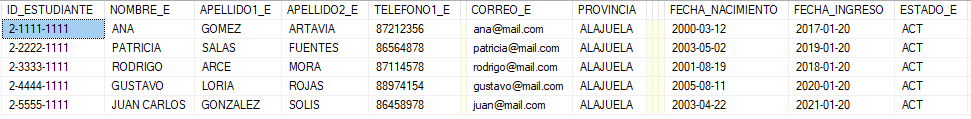 ID_ESTUDIANTE NOMBRE_E APELLIDO1_E APELLIDO2_E TELEFONO1_E CORREO_E PROVINCIA FECHA_NACIMIENTO FECHA_INGRESO ESTADO_E
2-1111-1111 ANA GOMEZ ARTAVIA 87212356 ana@mail.com ALAJUELA 2000-03-12 2017-01-20 ACT
2-2222-1111 PATRICIA SALAS FUENTES 86564878 patricia@mail.com ALAJUELA 2003-05-02 2019-01-20 ACT
2-3333-1111 RODRIGO ARCE MORA 87114578 rodrigo@mail.com ALAJUELA 2001-08-19 2018-01-20 ACT
2-4444-1111 GUSTAVO LORIA ROJAS 88974154 gustavo@mail.com ALAJUELA 2005-08-11 2020-01-20 ACT
2-5555-1111 JUAN CARLOS GONZALEZ SOLIS 86458978 juan@mail.com ALAJUELA 2003-04-22 2021-01-20 ACT